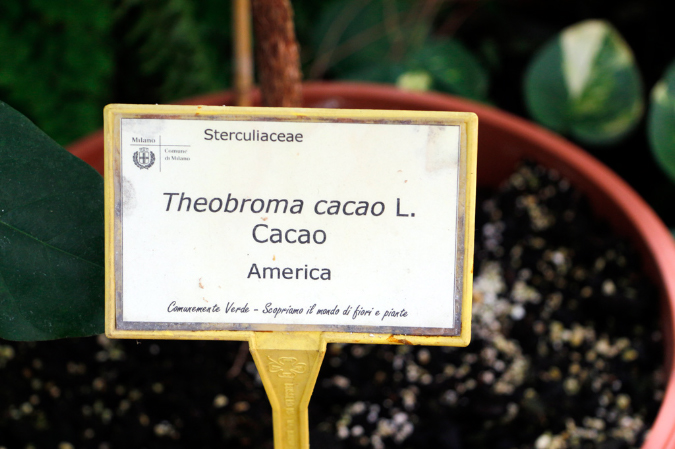 Sterculiaceae
Milano
Comune
di Milano
Theobroma cacao L.
Cacao
America
Comunemente Verde - Scopriamo il mondo di fiori e piante